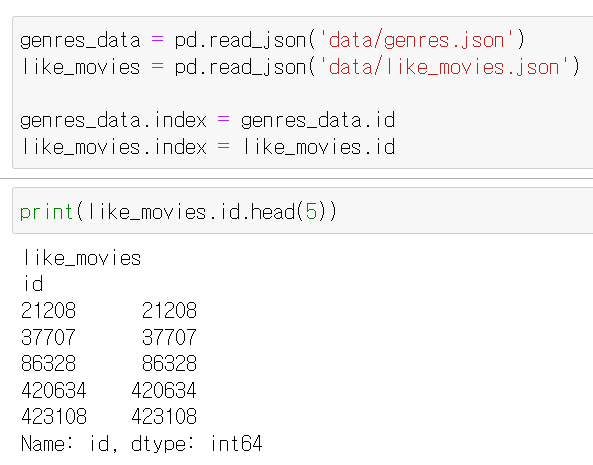 genres_data = pd.read_json('data/genres.json')
like_movies = pd.read_json('data/like_movies.json')
genres_data.index = genres_data.id
like_movies.index = like_movies.id
print(like_movies.id.head(5))
like_movies
id
21208 21208
37707 37707
86328 86328
420634 420634
423108 423108
Name: id, dtype: int64